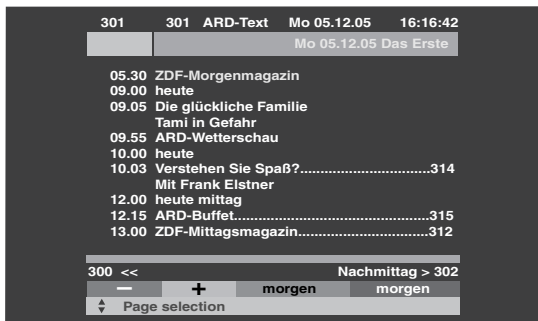 301 301 ARD-Text Mo 05.12.05 16:16:42
Mo 05.12.05 Das Erste
05.30 ZDF-Morgenmagazin
09.00 heute
09.05 Die glückliche Familie
Tami in Gefahr
09.55 ARD-Wetterschau
10.00 heute
10.03 Verstehen Sie Spaß?................................314
Mit Frank Elstner
12.00 heute mittag
12.15 ARD-Buffet................................................315
13.00 ZDF-Mittagsmagazin................................312
300 << Nachmittag > 302
− + morgen morgen
Page selection